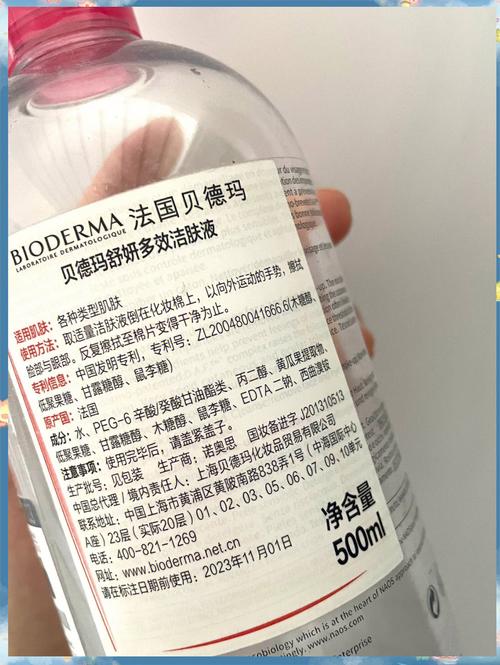 BIODERMA 法国贝德玛
LABORATOIRE DERMATOLOGIQUE
贝德玛舒妍多效洁肤液
适用肌肤：各种类型肌肤
使用方法：取适量洁肤液倒在化妆棉上，以向外运动的手势，擦拭
脸部与眼部。反复擦拭至棉片变得干净为止。
专利信息：中国发明专利，专利号：ZL200480041666.6(木糖醇、
低聚果糖、甘露糖醇、鼠李糖)
原产国：法国
成分：水、PEG-6 辛酸/癸酸甘油酯类、丙二醇、黄瓜果提取物、
低聚果糖、甘露糖醇、木糖醇、鼠李糖、EDTA 二钠、西曲溴铵
注意事项：使用完毕后，请盖紧盖子。
生产批号：见包装 生产商：诺奥思 国妆备进字 J201310513
中国总代理/境内责任人：上海贝德玛化妆品贸易有限公司
联系地址：中国上海市黄浦区黄陂南路838弄1号(中海国际中心
A座)23层(实际20层)01、02、03、05、06、07、09、10单元
电话：400-821-1269
网址：www.bioderma.net.cn
请在标注日期前使用：2023年11月01日
净含量
500ml
biology which is at the heart of NAOS approach
www.naos.com